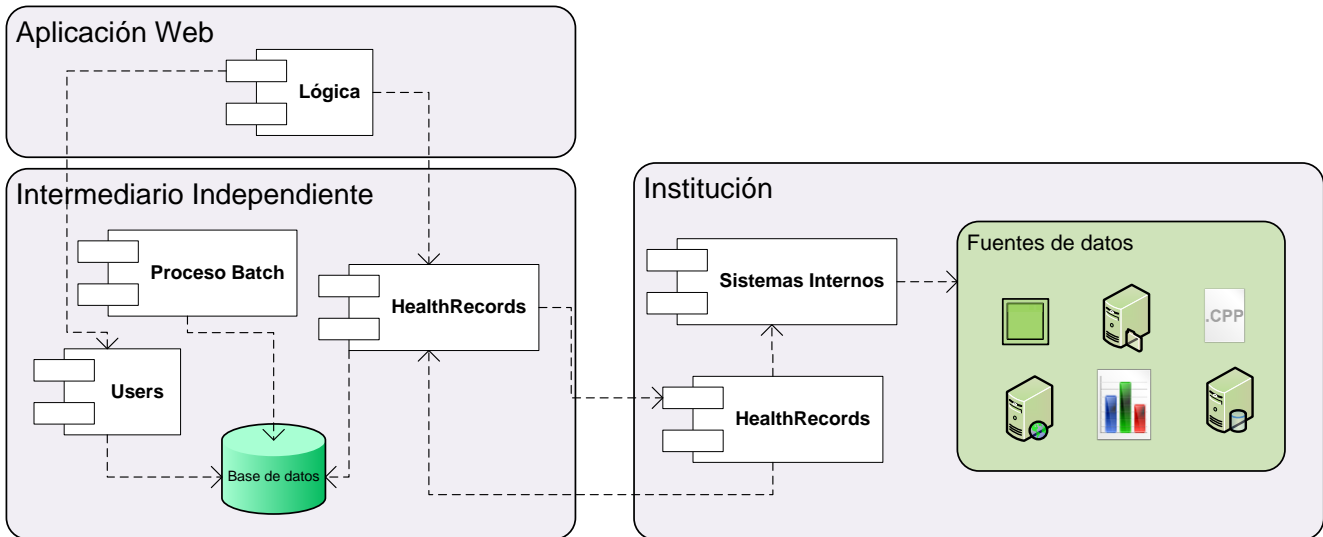 Aplicación Web
Lógica
Intermediario Independiente
Proceso Batch
HealthRecords
Users
Base de datos
Institución
Sistemas Internos
HealthRecords
Fuentes de datos
.CPP